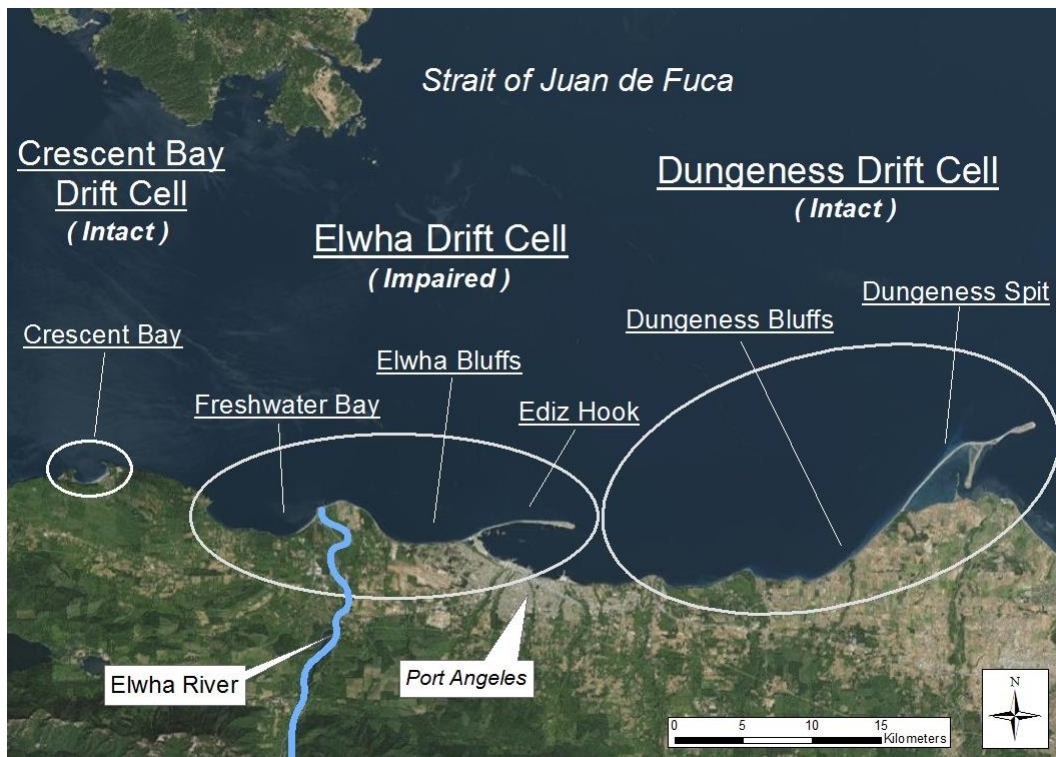 Strait of Juan de Fuca
Crescent Bay
Drift Cell
( Intact )
Dungeness Drift Cell
( Intact )
Elwha Drift Cell
( Impaired )
Dungeness Spit
Dungeness Bluffs
Crescent Bay
Elwha Bluffs
Freshwater Bay
Ediz Hook
Elwha River
Port Angeles
N
0 5 10 15
Kilometers